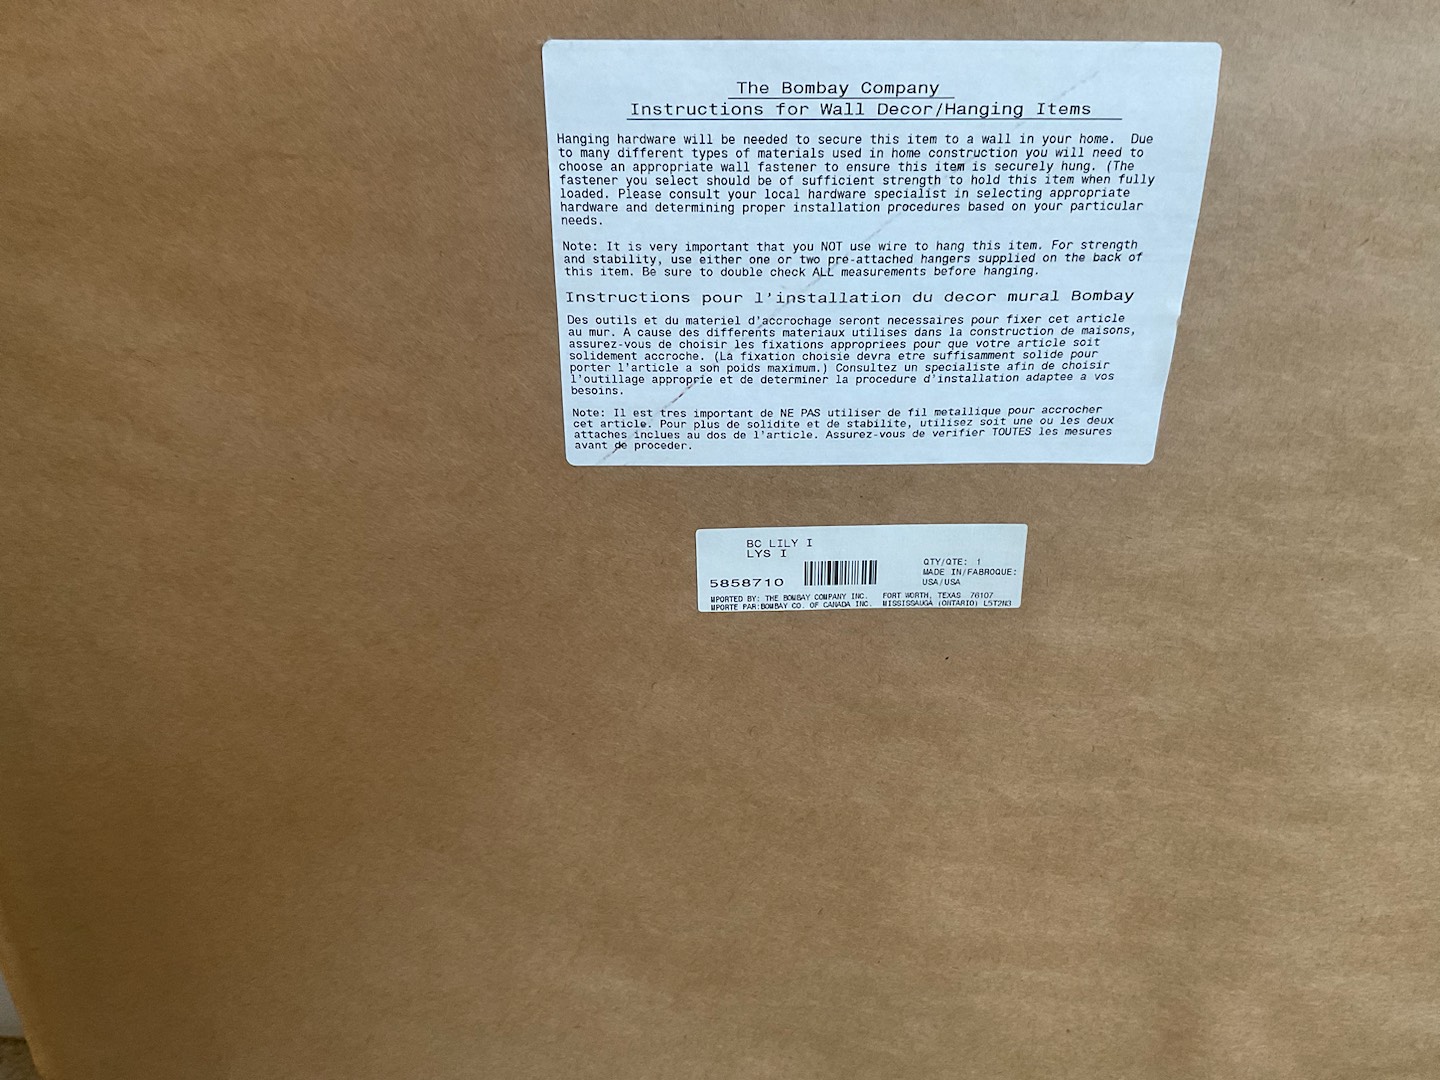 The Bombay Company
Instructions for Wall Decor/Hanging Items
Hanging hardware will be needed to secure this item to a wall in your home. Due
to many different types of materials used in home construction you will need to
choose an appropriate wall fastener to ensure this item is securely hung. (The
fastener you select should be of sufficient strength to hold this item when fully
loaded. Please consult your local hardware specialist in selecting appropriate
hardware and determining proper installation procedures based on your particular
needs.
Note: It is very important that you NOT use wire to hang this item. For strength
and stability, use either one or two pre-attached hangers supplied on the back of
this item. Be sure to double check ALL measurements before hanging.
Instructions pour l'installation du decor mural Bombay
Des outils et du materiel d'accrochage seront necessaires pour fixer cet article
au mur. A cause des differents materiaux utilises dans la construction de maisons,
assurez-vous de choisir les fixations appropriees pour que votre article soit
solidement accroche. (La fixation choisie devra etre suffisamment solide pour
porter l'article a son poids maximum.) Consultez un specialiste afin de choisir
l'outillage approprie et de determiner la procedure d'installation adaptee a vos
besoins.
Note: Il est tres important de NE PAS utiliser de fil metallique pour accrocher
cet article. Pour plus de solidite et de stabilite, utilisez soit une ou les deux
attaches inclues au dos de l'article. Assurez-vous de verifier TOUTES les mesures
avant de proceder.
BC LILY I
LYS I
QTY/QTE: 1
MADE IN/FABROQUE:
5858710 USA/USA
MPORTED BY: THE BOMBAY COMPANY INC. FORT WORTH, TEXAS 76107
MPORTE PAR:BOMBAY CO. OF CANADA INC. MISSISSAUGA (ONTARIO) L5T2N3